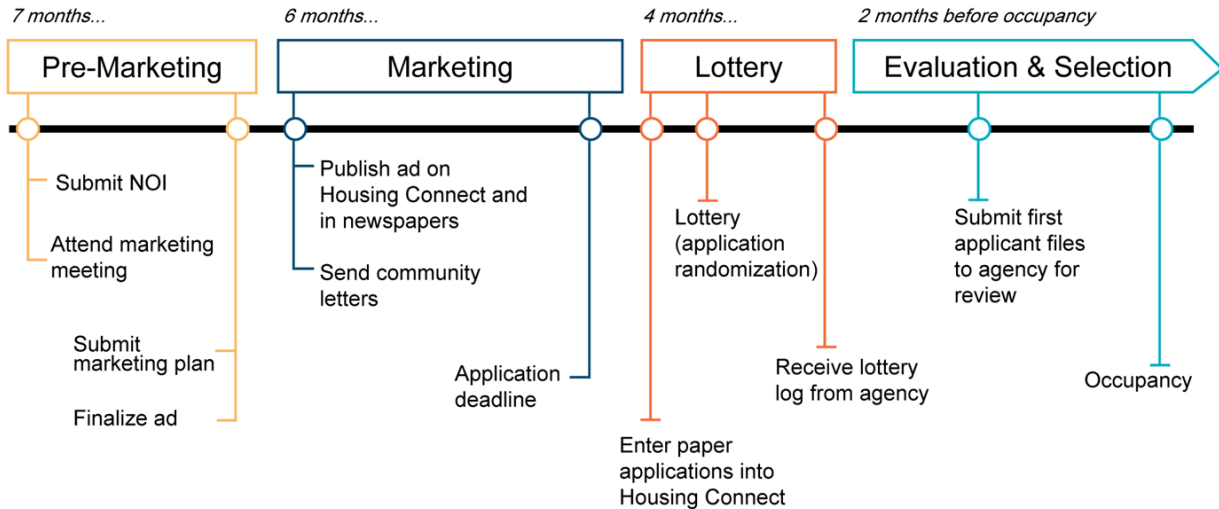 7 months...
6 months...
4 months...
2 months before occupancy
Pre-Marketing
Marketing
Lottery
Evaluation & Selection
Submit NOI
Attend marketing
meeting
Submit
marketing plan
Finalize ad
Publish ad on
Housing Connect and
in newspapers
Send community
letters
Application
deadline
Enter paper
applications into
Housing Connect
Lottery
(application
randomization)
Receive lottery
log from agency
Submit first
applicant files
to agency for
review
Occupancy